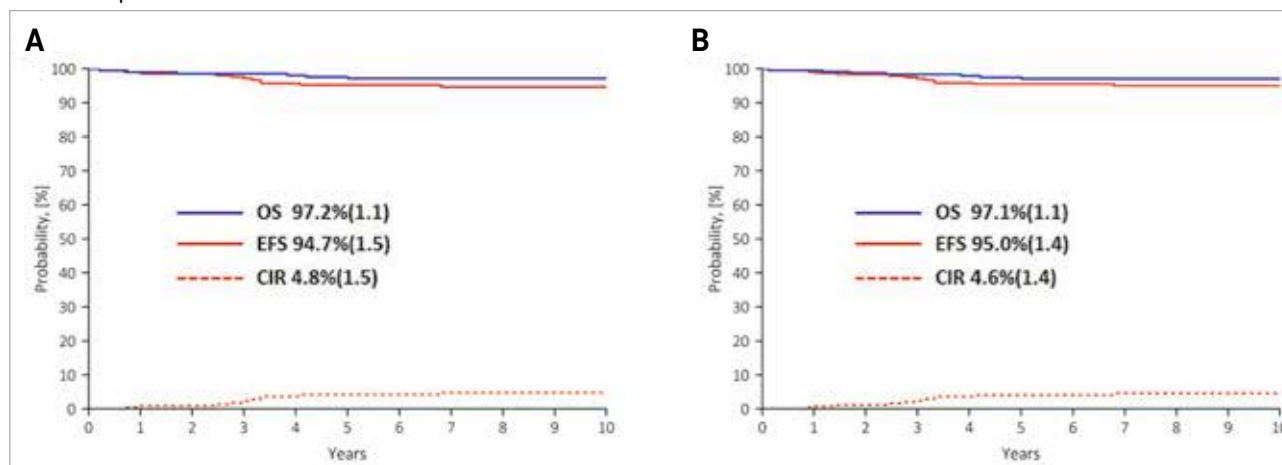 A
100
90
80
70
60
50
40
30
20
10
0
Probability, [%]
OS 97.2%(1.1)
EFS 94.7%(1.5)
CIR 4.8%(1.5)
0 1 2 3 4 5 6 7 8 9 10
Years
B
100
90
80
70
60
50
40
30
20
10
0
Probability, [%]
OS 97.1%(1.1)
EFS 95.0%(1.4)
CIR 4.6%(1.4)
0 1 2 3 4 5 6 7 8 9 10
Years